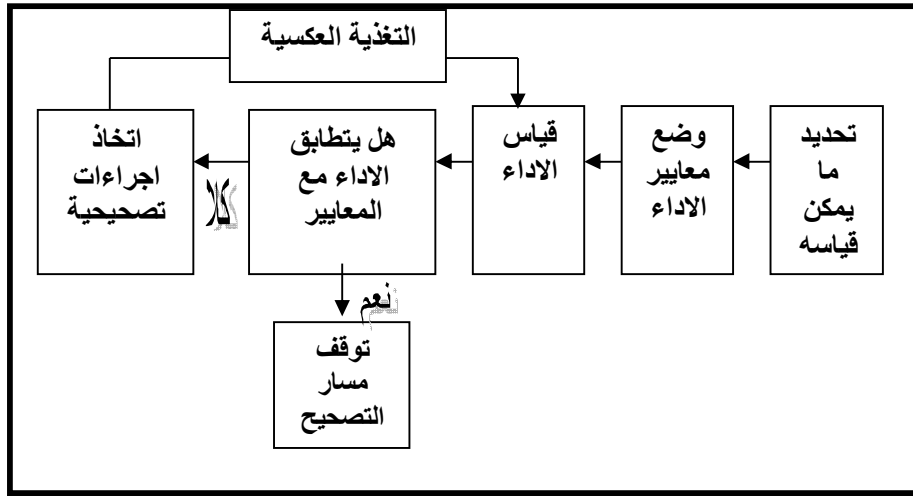 التغذية العكسية
تحديد
ما
يمكن
قياسه
وضع
معايير
الاداء
قياس
الاداء
هل يتطابق
الاداء مع
المعايير
كلا
اتخاذ
اجراءات
تصحيحية
نعم
توقف
مسار
التصحيح